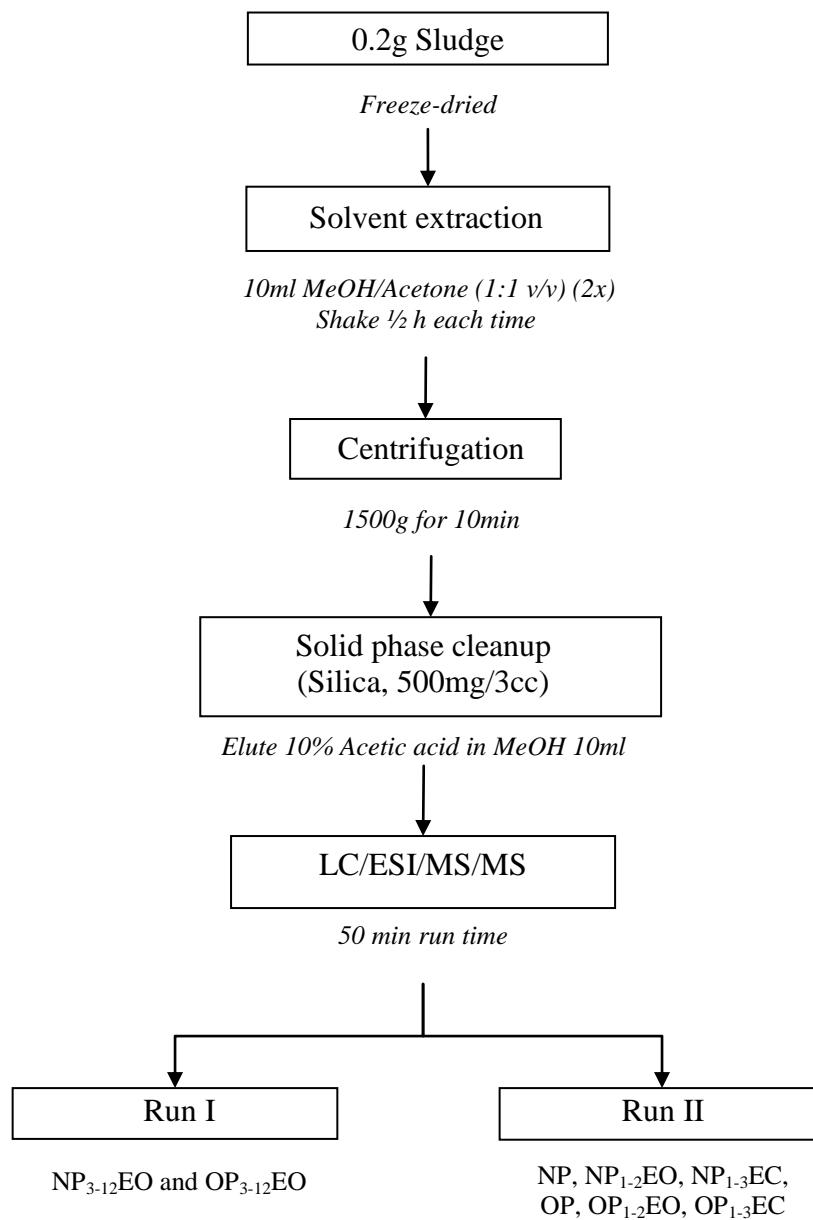 0.2g Sludge
Freeze-dried
Solvent extraction
10ml MeOH/Acetone (1:1 v/v) (2x)
Shake ½ h each time
Centrifugation
1500g for 10min
Solid phase cleanup
(Silica, 500mg/3cc)
Elute 10% Acetic acid in MeOH 10ml
LC/ESI/MS/MS
50 min run time
Run I
Run II
NP₃₋₁₂EO and OP₃₋₁₂EO
NP, NP₁₋₂EO, NP₁₋₃EC,
OP, OP₁₋₂EO, OP₁₋₃EC